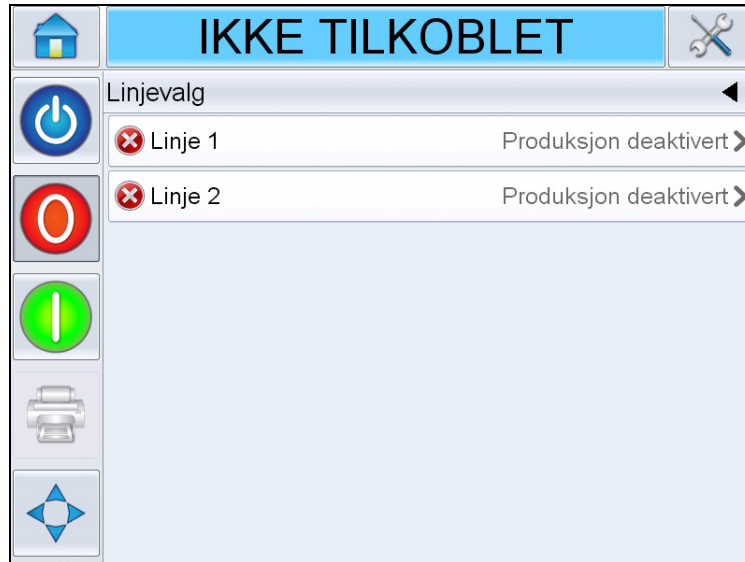 IKKE TILKOBLET
Linjevalg
Linje 1 Produksjon deaktivert
Linje 2 Produksjon deaktivert